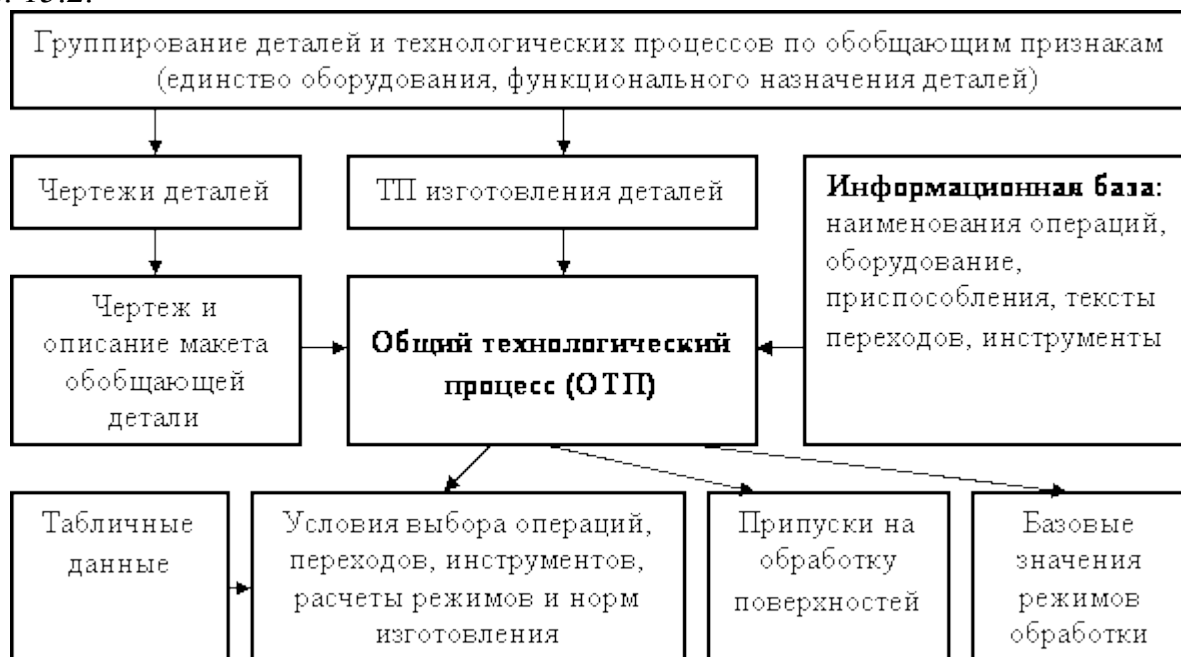 Группирование деталей и технологических процессов по обобщающим признакам
(единство оборудования, функционального назначения деталей)
Чертежи деталей
ТП изготовления деталей
Информационная база:
наименования операций,
оборудование,
приспособления, тексты
переходов, инструменты
Чертеж и
описание макета
обобщающей
детали
Общий технологический
процесс (ОТП)
Табличные
данные
Условия выбора операций,
переходов, инструментов,
расчеты режимов и норм
изготовления
Припуски на
обработку
поверхностей
Базовые
значения
режимов
обработки